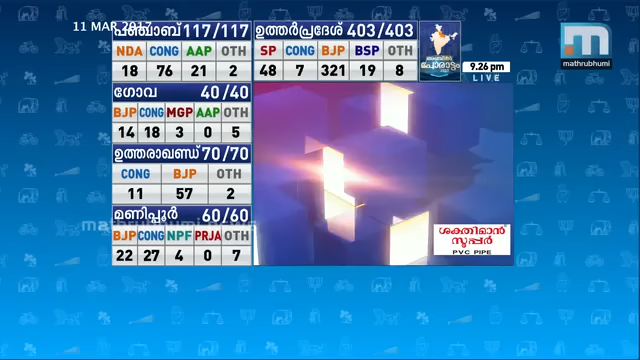 11 MAR 2017
പഞ്ചാബ് 117/117
NDA CONG AAP OTH
18 76 21 2
ഉത്തർപ്രദേശ് 403/403
SP CONG BJP BSP OTH
48 7 321 19 8
mathrubhumi
9.26 pm
LIVE
ഗോവ 40/40
BJP CONG MGP AAP OTH
14 18 3 0 5
ഉത്തരാഖണ്ഡ് 70/70
CONG BJP OTH
11 57 2
മണിപ്പൂർ 60/60
BJP CONG NPF PRJA OTH
22 27 4 0 7
ശക്തിമാൻ
സൂപ്പർ
PVC PIPE